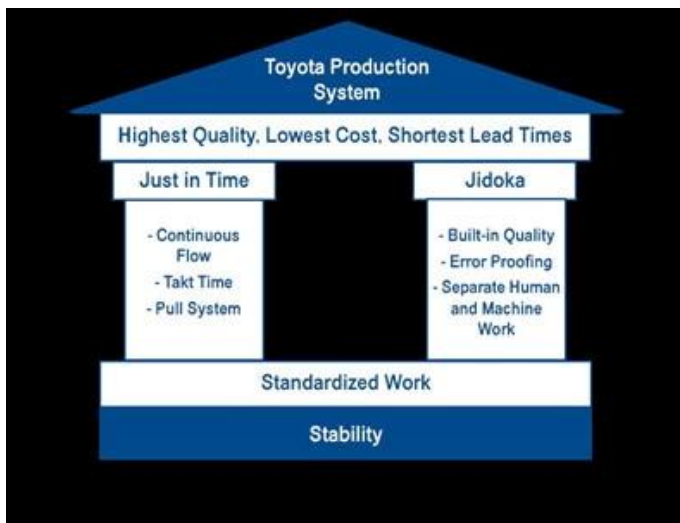 Toyota Production
System
Highest Quality, Lowest Cost, Shortest Lead Times
Just in Time
- Continuous
Flow
- Takt Time
- Pull System
Jidoka
- Built-in Quality
- Error Proofing
- Separate Human
and Machine
Work
Standardized Work
Stability